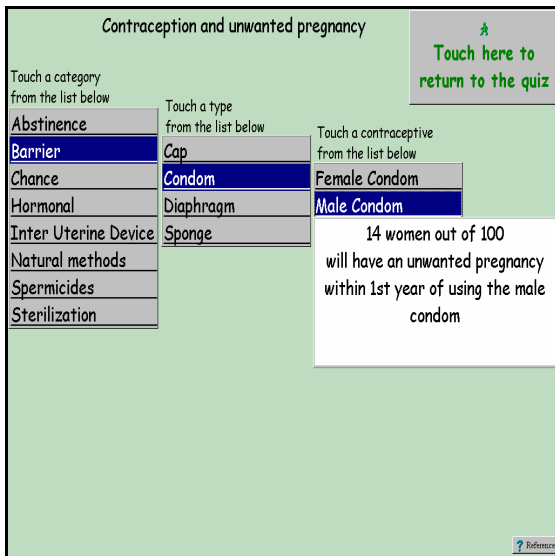 Contraception and unwanted pregnancy
Touch here to
return to the quiz
Touch a category
from the list below
Abstinence
Barrier
Chance
Hormonal
Inter Uterine Device
Natural methods
Spermicides
Sterilization
Touch a type
from the list below
Cap
Condom
Diaphragm
Sponge
Touch a contraceptive
from the list below
Female Condom
Male Condom
14 women out of 100
will have an unwanted pregnancy
within 1st year of using the male
condom
? Reference